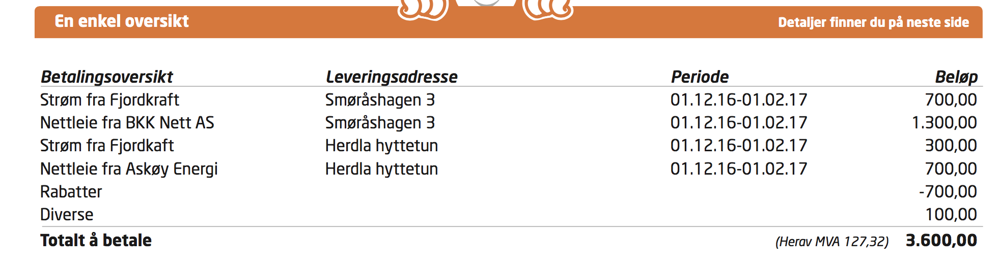 En enkel oversikt Detaljer finner du på neste side
Betalingsoversikt Leveringsadresse Periode Beløp
Strøm fra Fjordkraft Smøråshagen 3 01.12.16-01.02.17 700,00
Nettleie fra BKK Nett AS Smøråshagen 3 01.12.16-01.02.17 1.300,00
Strøm fra Fjordkaft Herdla hyttetun 01.12.16-01.02.17 300,00
Nettleie fra Askøy Energi Herdla hyttetun 01.12.16-01.02.17 700,00
Rabatter -700,00
Diverse 100,00
Totalt å betale (Herav MVA 127,32) 3.600,00